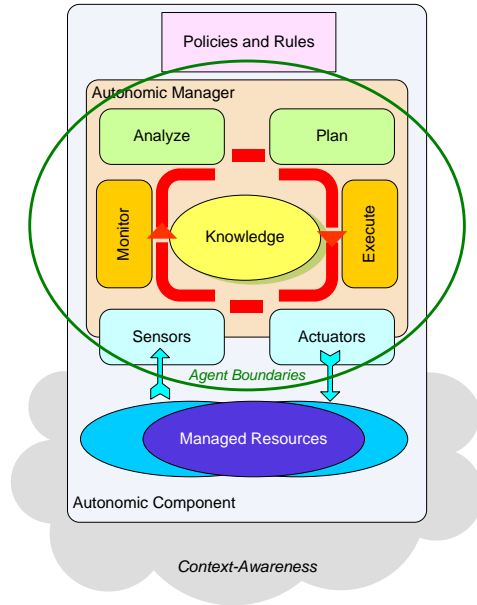 Policies and Rules
Autonomic Manager
Analyze
Plan
Monitor
Knowledge
Execute
Sensors
Actuators
Agent Boundaries
Managed Resources
Autonomic Component
Context-Awareness